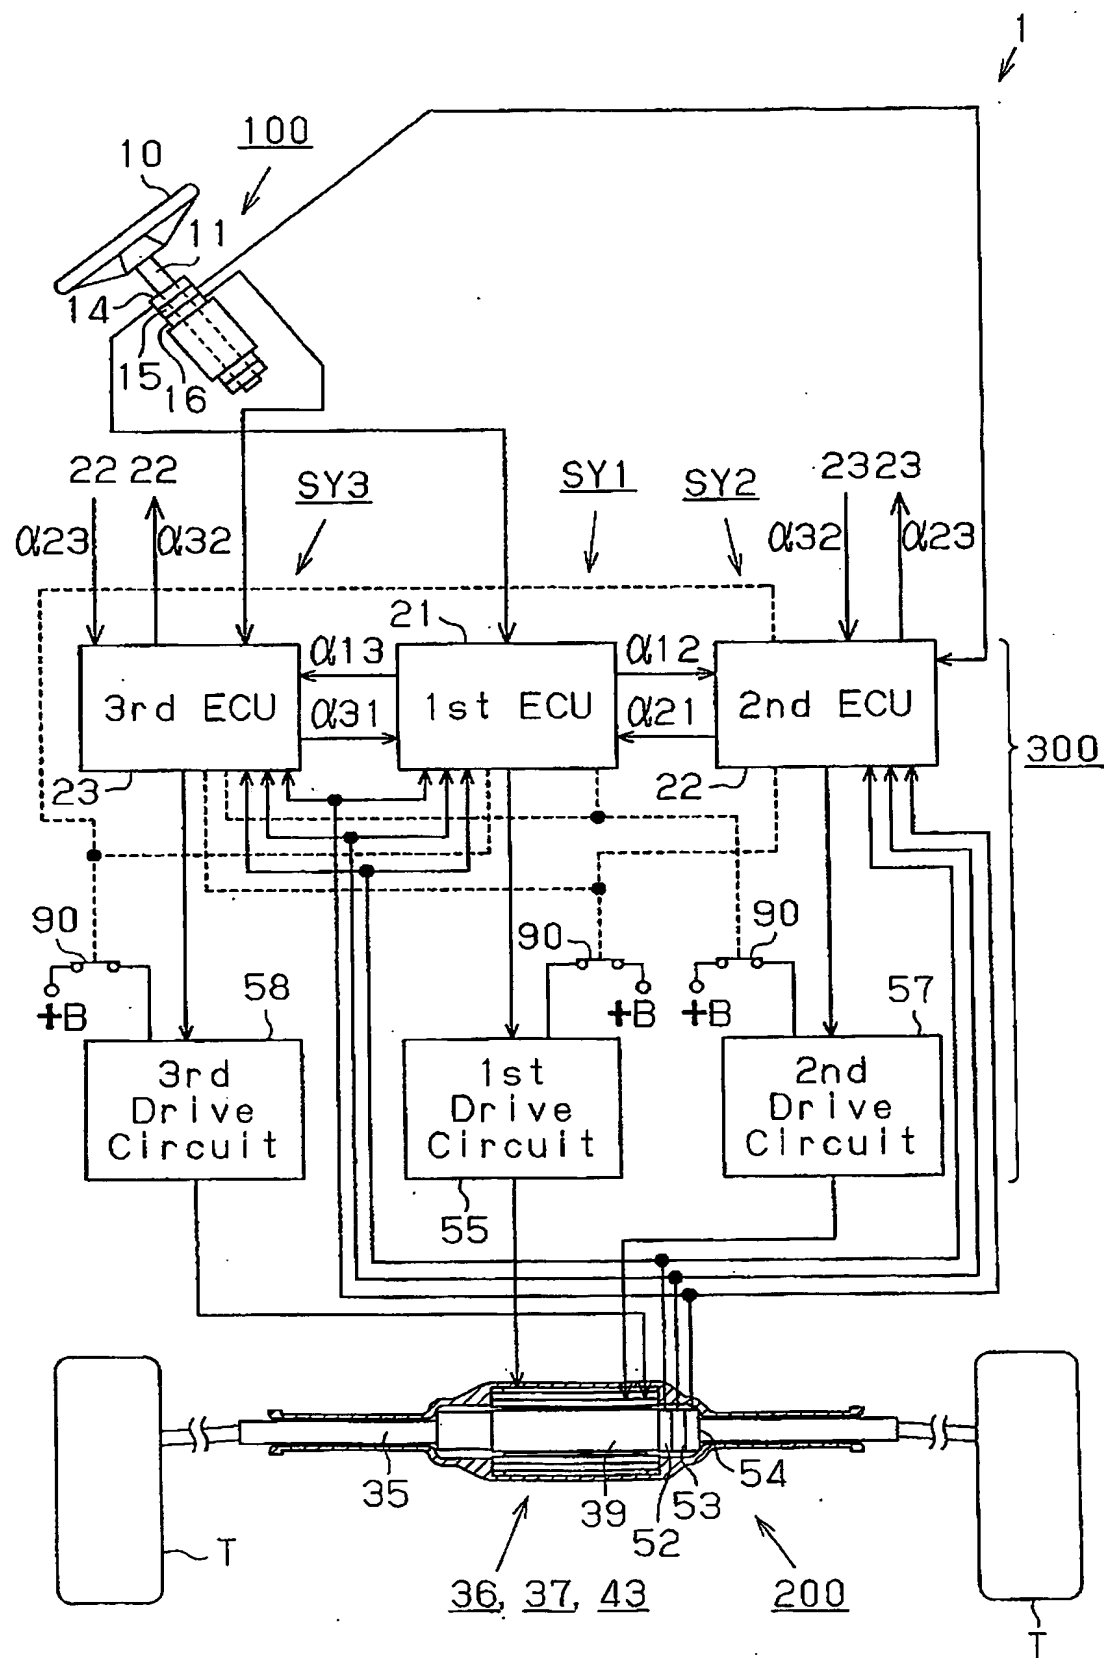 1
100
10
11
14
15
16
22 22
SY3
SY1
SY2
23 23
α23
α32
α32
α23
21
α13
α12
3rd ECU
1st ECU
2nd ECU
α31
α21
300
23
22
90
90
90
+B
+B
+B
58
57
3rd
Drive
Circuit
1st
Drive
Circuit
2nd
Drive
Circuit
55
35
39
52
53
54
T
36, 37, 43
200
T